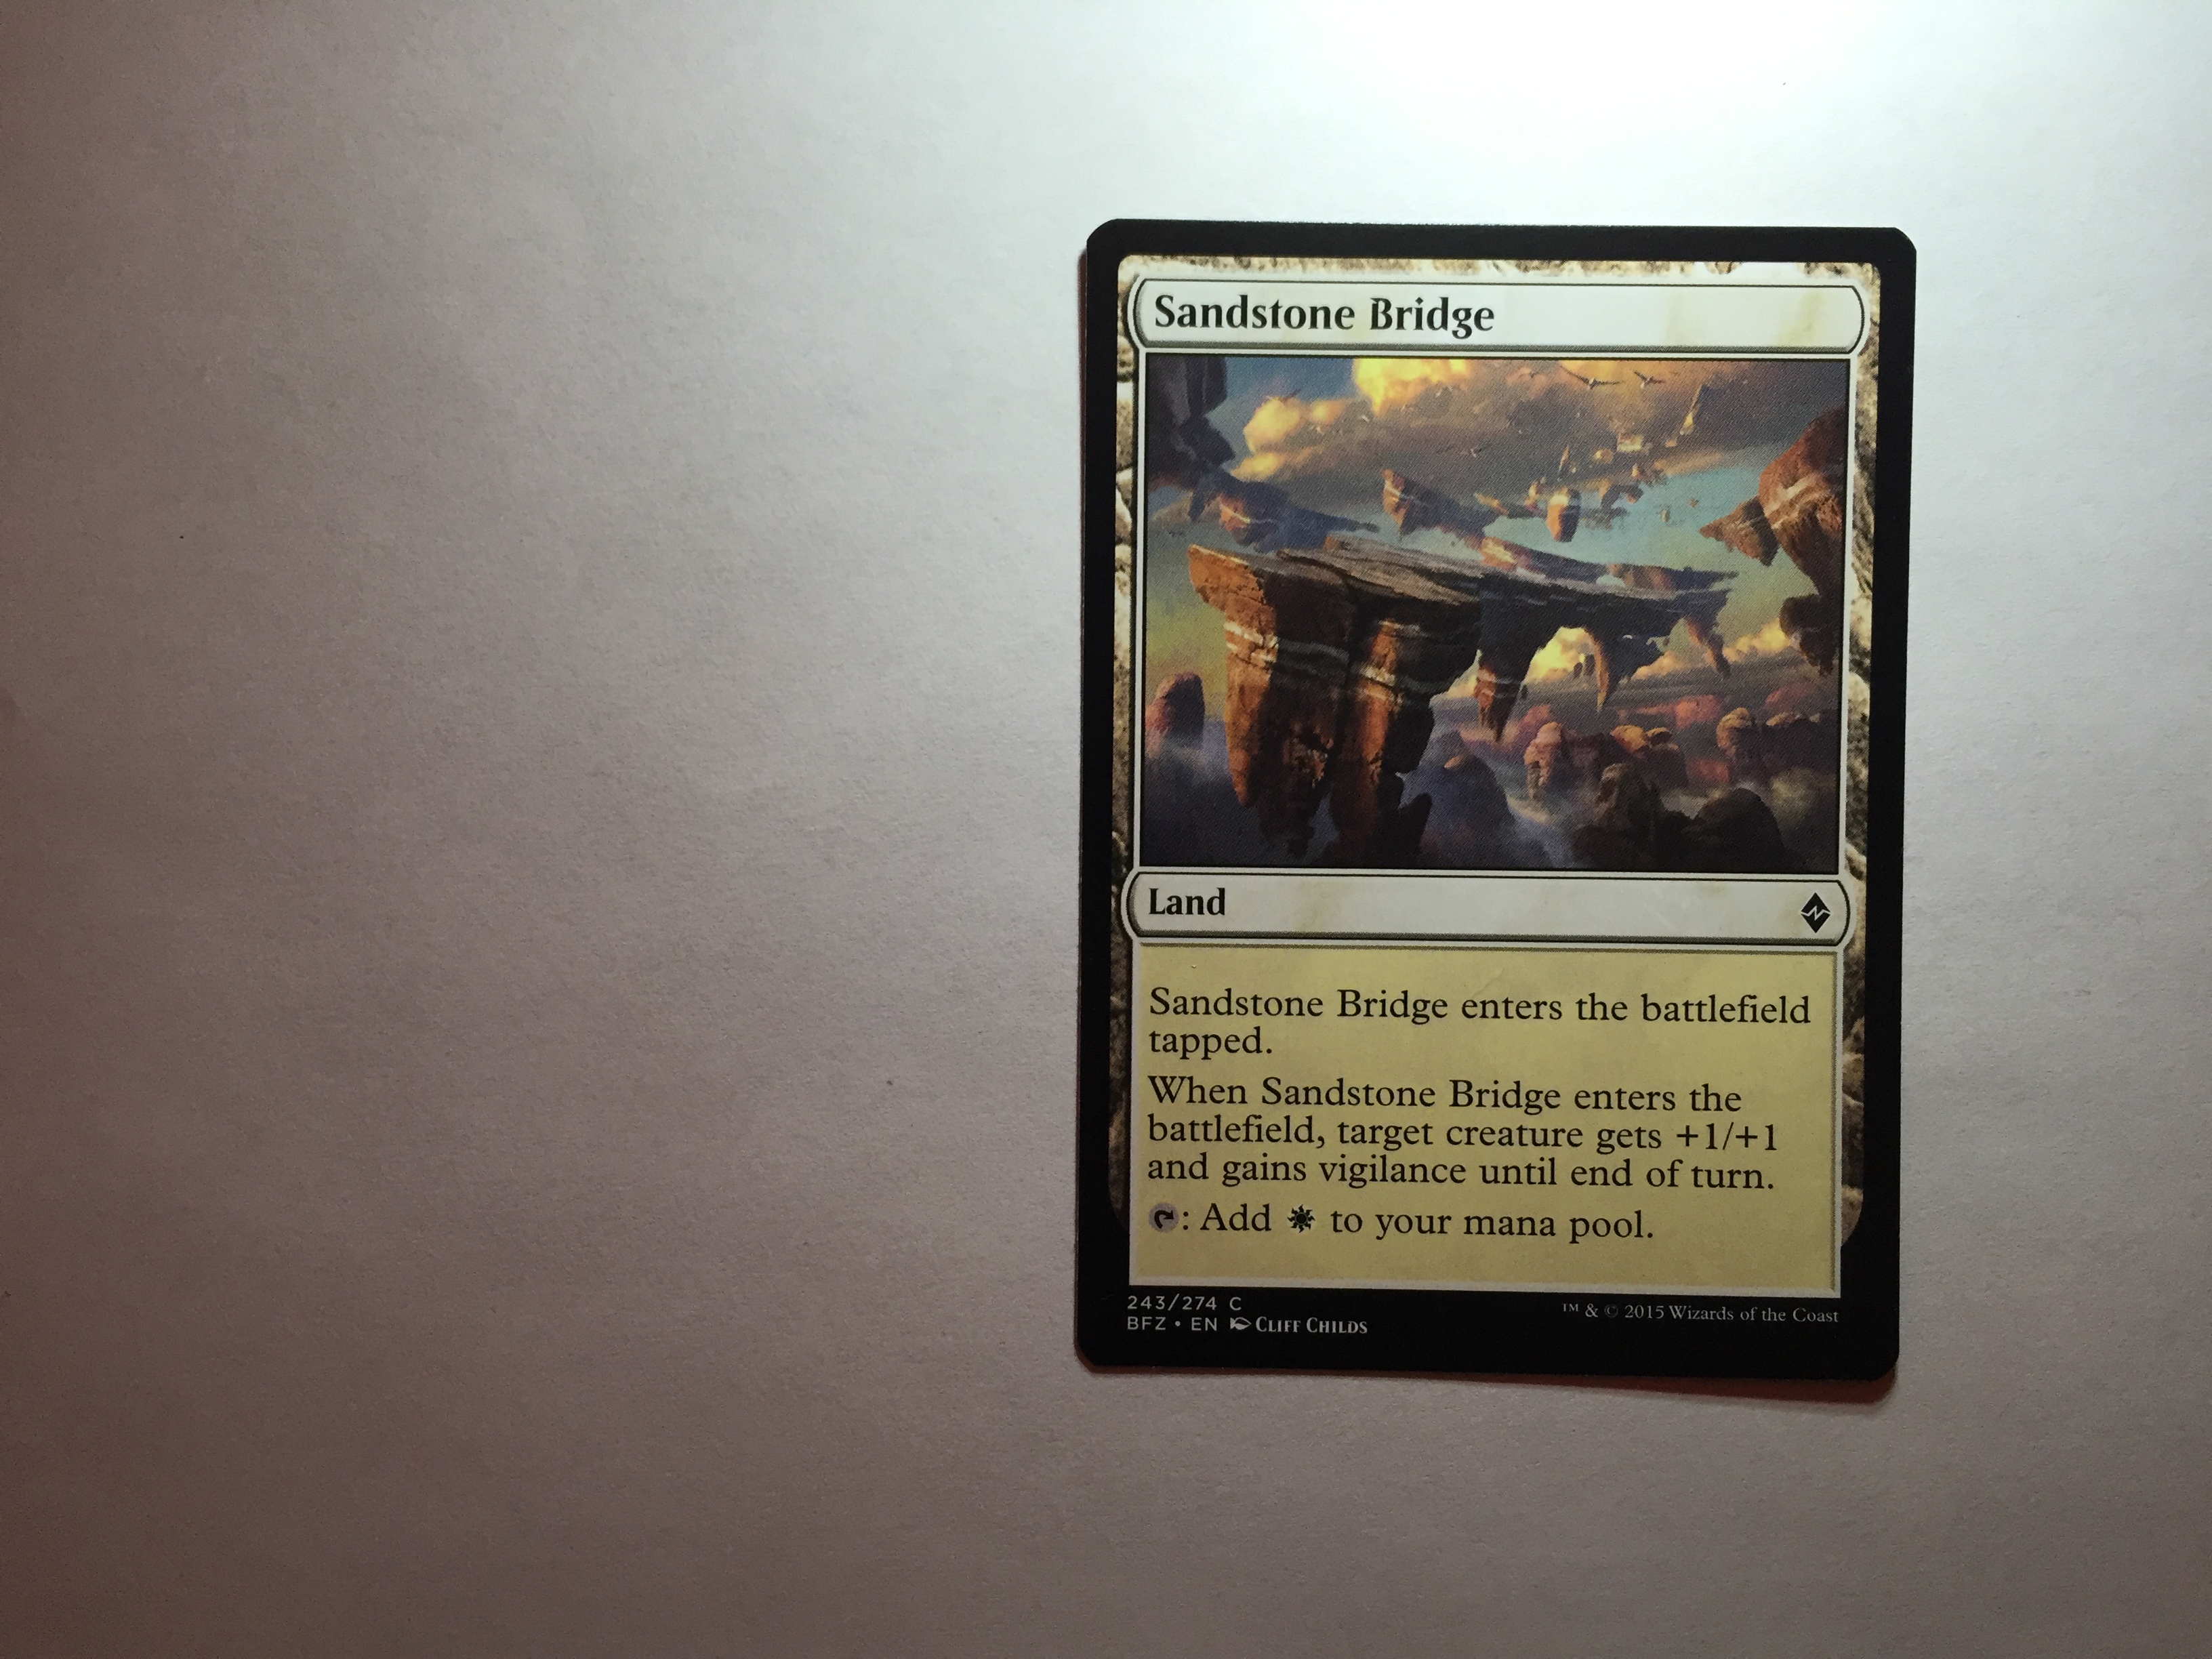 Sandstone Bridge
Land
Sandstone Bridge enters the battlefield
tapped.
When Sandstone Bridge enters the
battlefield, target creature gets +1/+1
and gains vigilance until end of turn.
: Add to your mana pool.
243/274 C
BFZ • EN CLIFF CHILDS
™ & © 2015 Wizards of the Coast